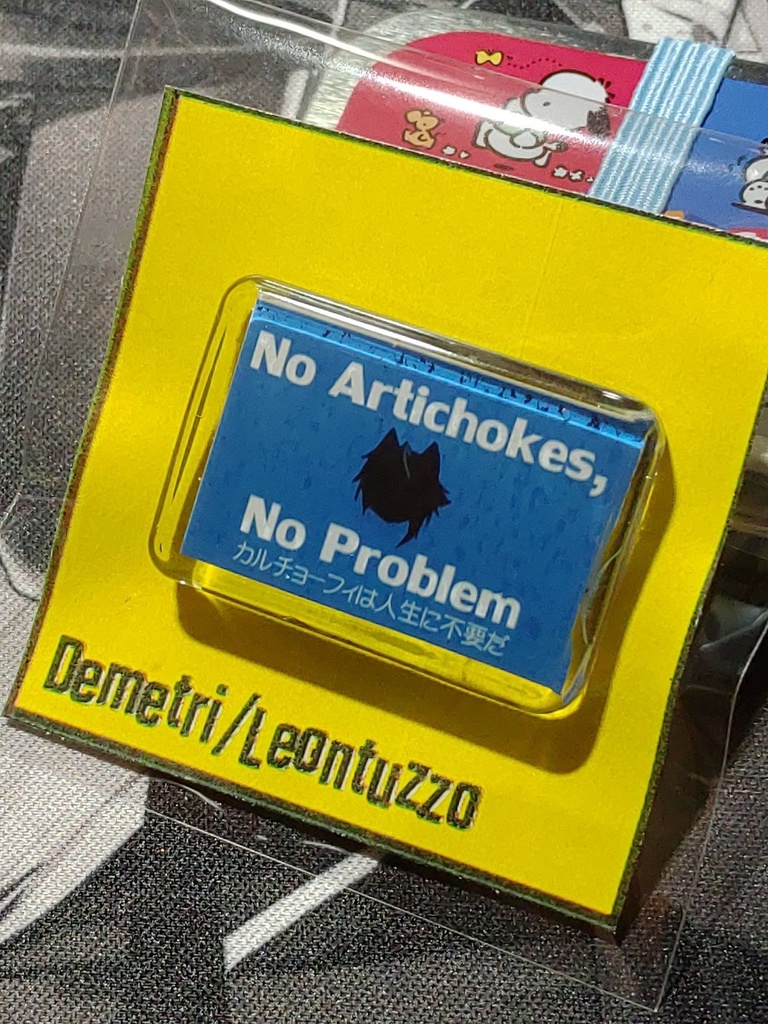 No Artichokes,
No Problem
カルチョーフィは人生に不要だ
Demetri/Leontuzzo